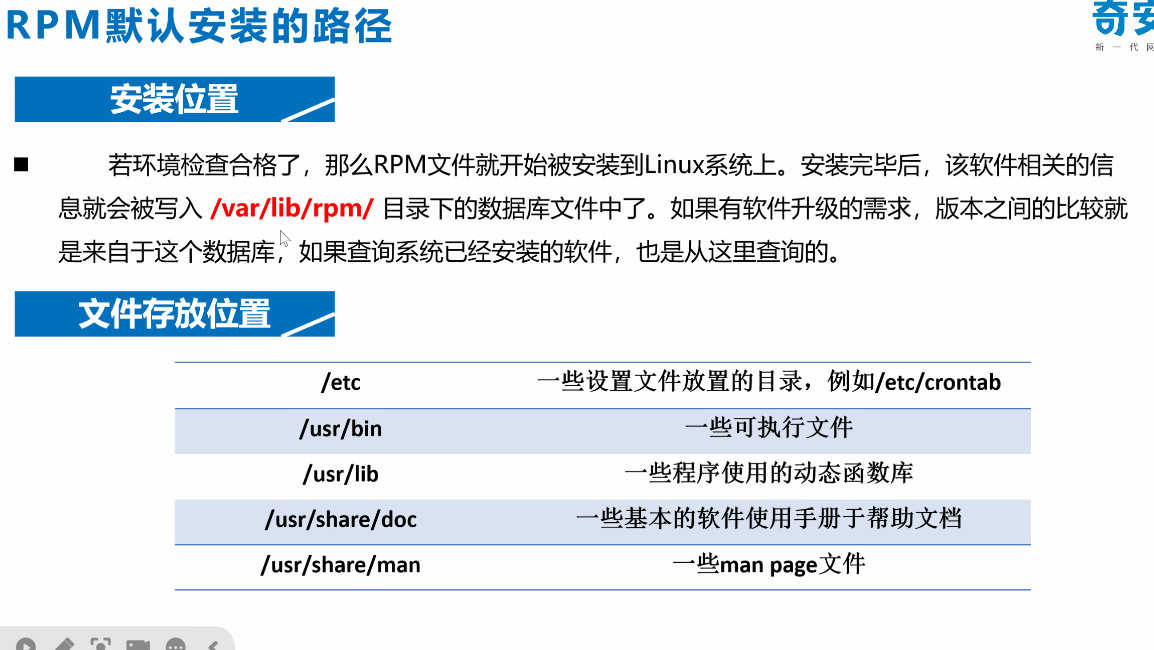 RPM默认安装的路径
奇安
新一代网
安装位置
若环境检查合格了，那么RPM文件就开始被安装到Linux系统上。安装完毕后，该软件相关的信
息就会被写入 /var/lib/rpm/ 目录下的数据库文件中了。如果有软件升级的需求，版本之间的比较就
是来自于这个数据库，如果查询系统已经安装的软件，也是从这里查询的。
文件存放位置
/etc 一些设置文件放置的目录，例如/etc/crontab
/usr/bin 一些可执行文件
/usr/lib 一些程序使用的动态函数库
/usr/share/doc 一些基本的软件使用手册于帮助文档
/usr/share/man 一些man page文件